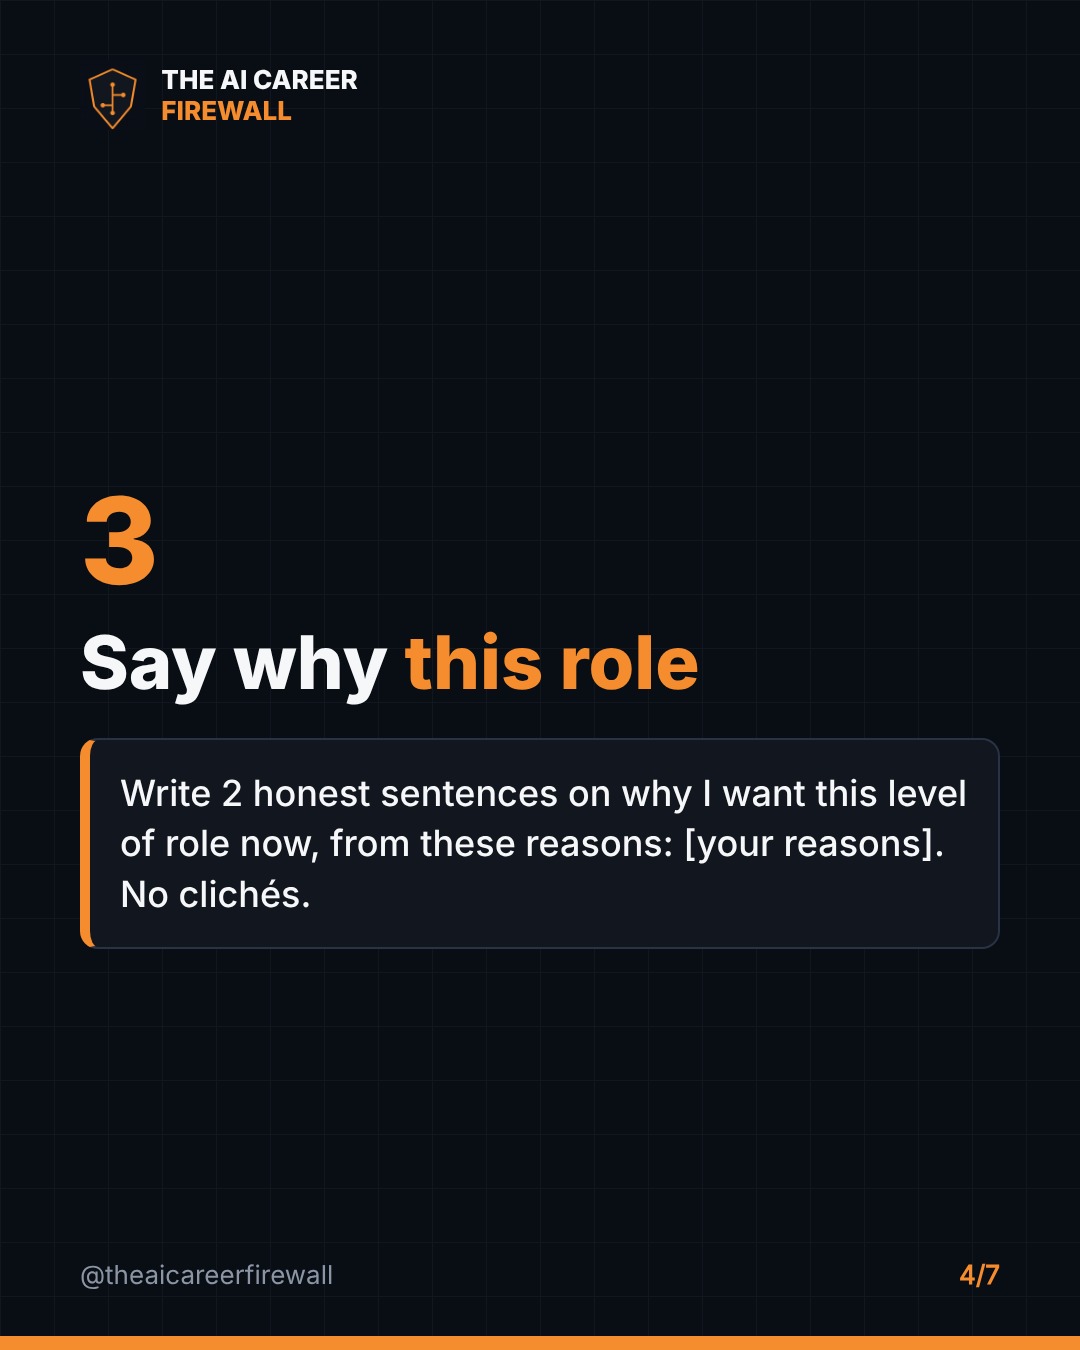 THE AI CAREER
FIREWALL
3
Say why this role
Write 2 honest sentences on why I want this level
of role now, from these reasons: [your reasons].
No clichés.
@theaicareerfirewall
4/7